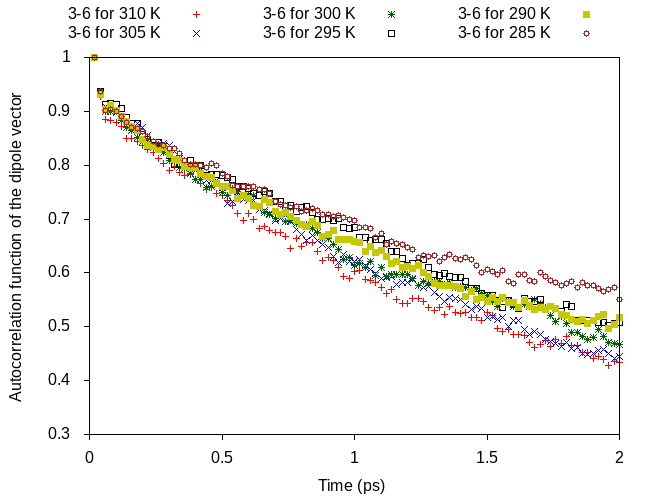 3-6 for 310 K 3-6 for 300 K 3-6 for 290 K
3-6 for 305 K 3-6 for 295 K 3-6 for 285 K
1
0.9
0.8
0.7
0.6
0.5
0.4
0.3
Autocorrelation function of the dipole vector
0 0.5 1 1.5 2
Time (ps)